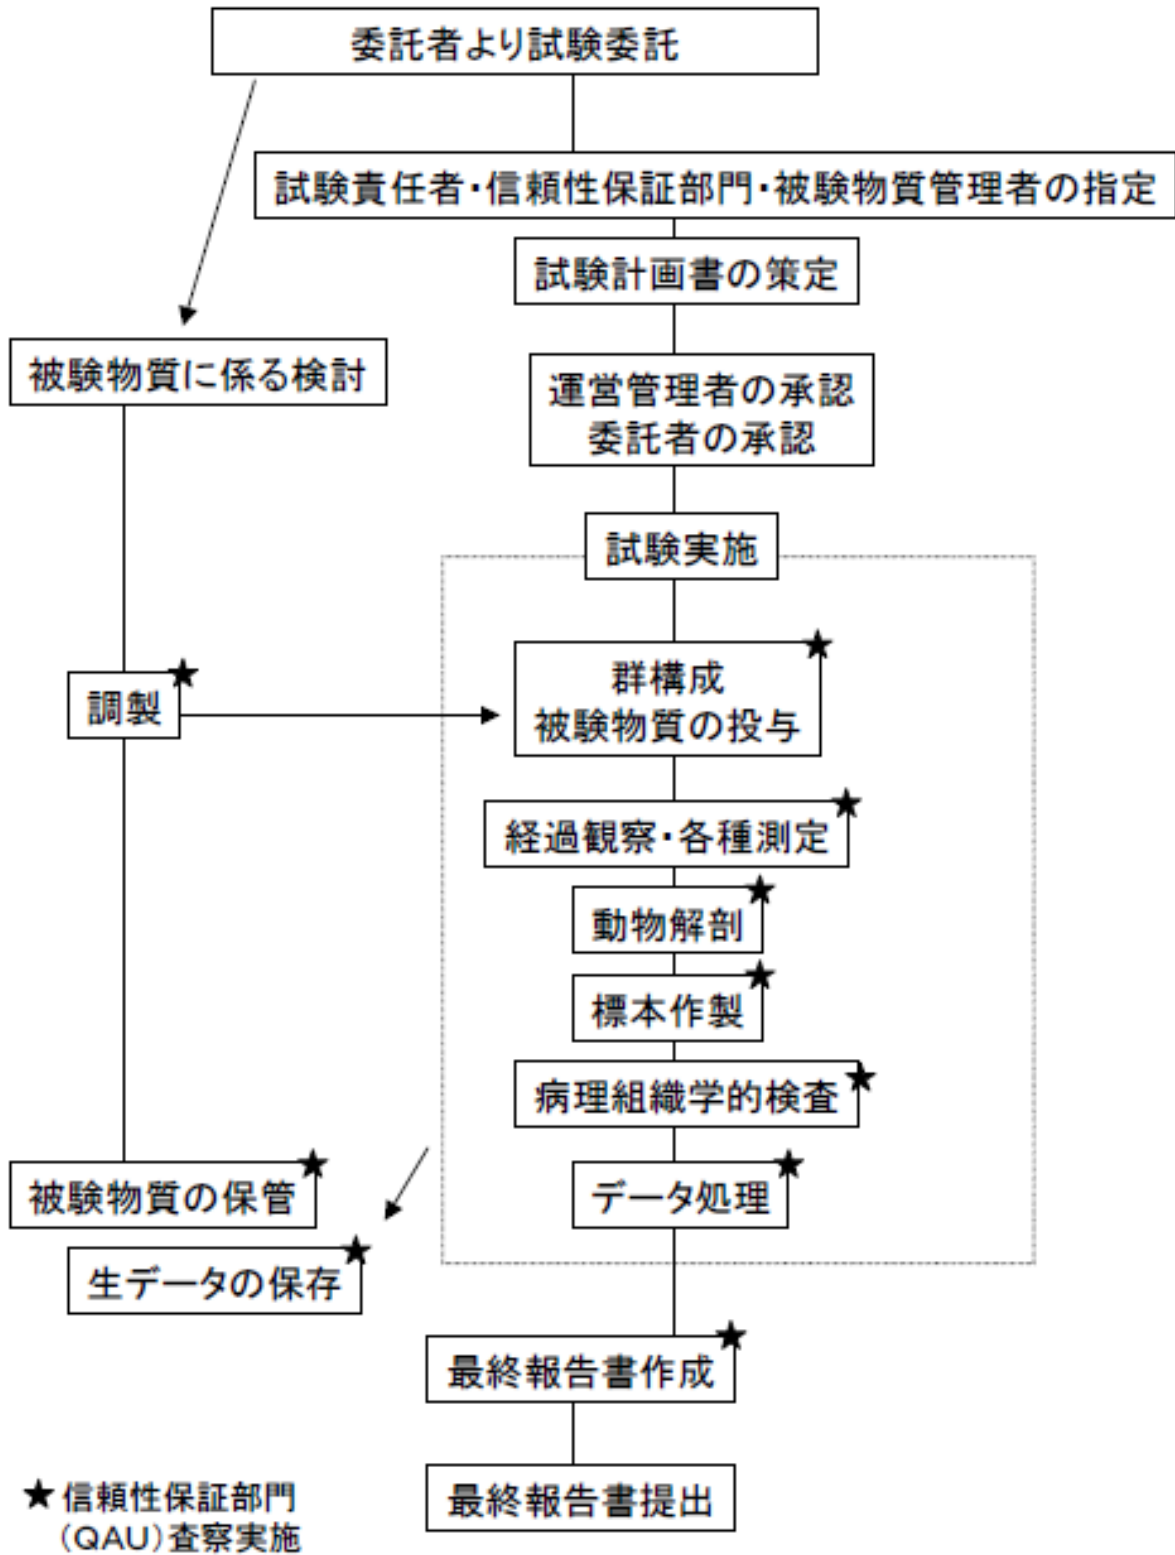 委託者より試験委託
試験責任者・信頼性保証部門・被験物質管理者の指定
試験計画書の策定
被験物質に係る検討
運営管理者の承認
委託者の承認
試験実施
調製
群構成
被験物質の投与
経過観察・各種測定
動物解剖
標本作製
病理組織学的検査
被験物質の保管
データ処理
生データの保存
最終報告書作成
最終報告書提出
★信頼性保証部門
(QAU)査察実施